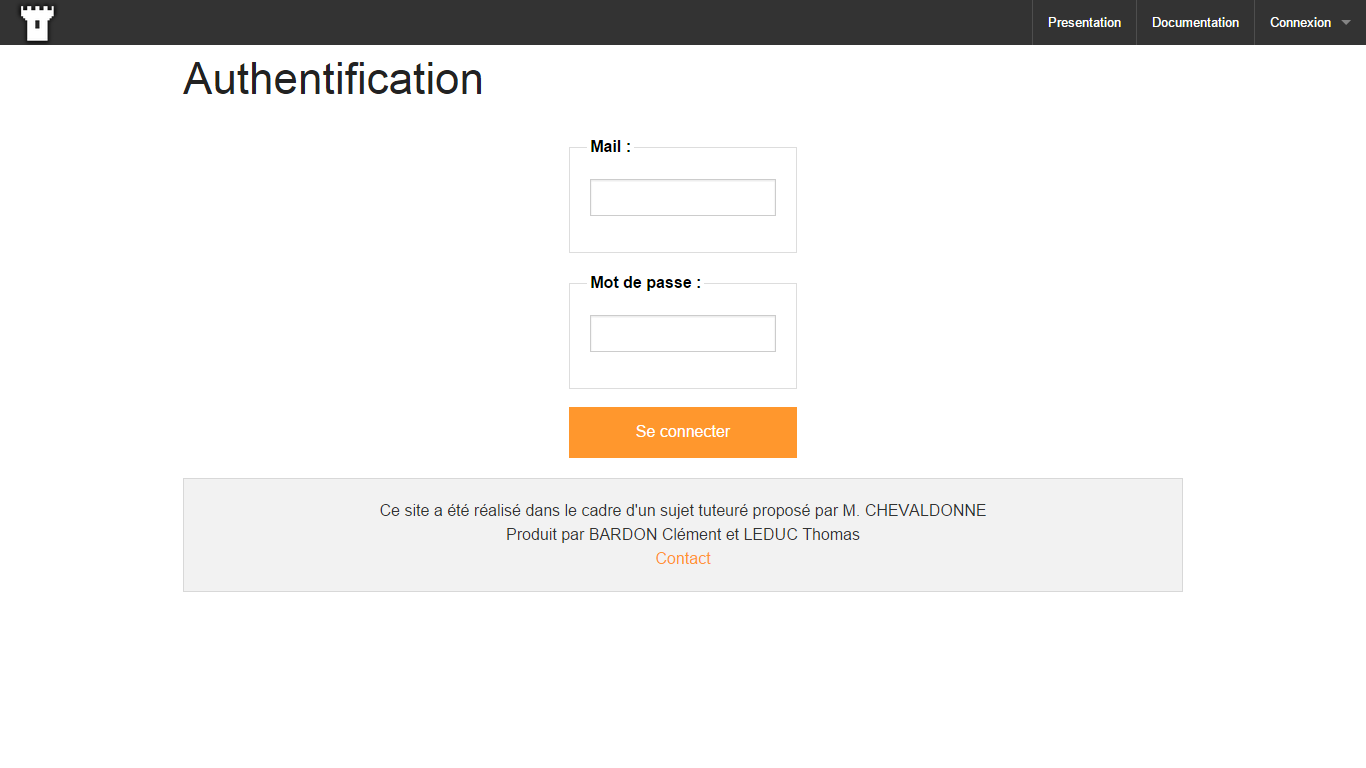 Presentation
Documentation
Connexion
Authentification
Mail :
Mot de passe :
Se connecter
Ce site a été réalisé dans le cadre d'un sujet tuteuré proposé par M. CHEVALDONNE
Produit par BARDON Clément et LEDUC Thomas
Contact